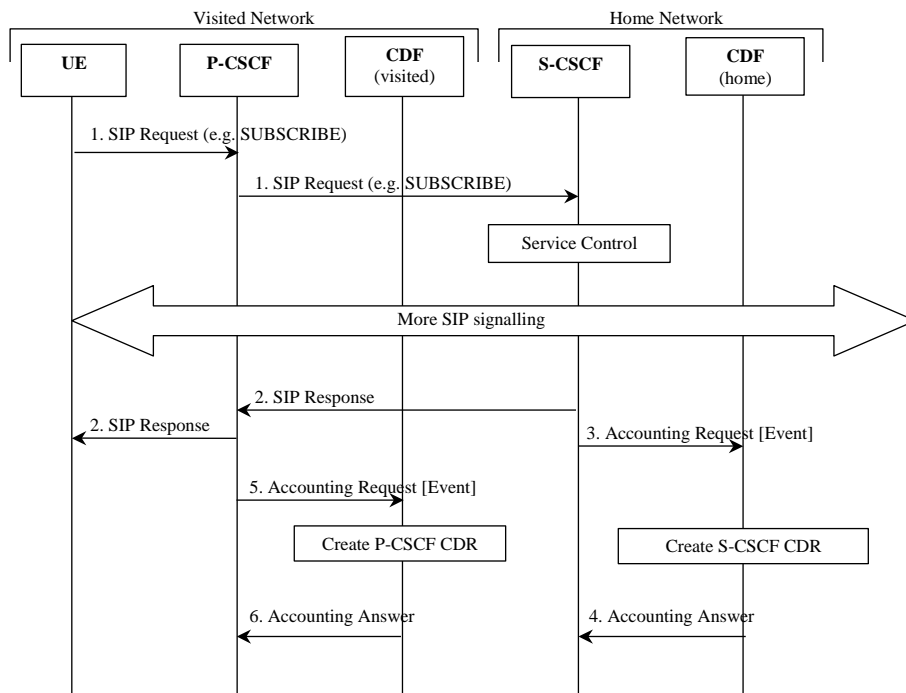 Visited Network
Home Network
UE
P-CSCF
CDF
(visited)
S-CSCF
CDF
(home)
1. SIP Request (e.g. SUBSCRIBE)
1. SIP Request (e.g. SUBSCRIBE)
Service Control
More SIP signalling
2. SIP Response
2. SIP Response
3. Accounting Request [Event]
5. Accounting Request [Event]
Create P-CSCF CDR
Create S-CSCF CDR
6. Accounting Answer
4. Accounting Answer